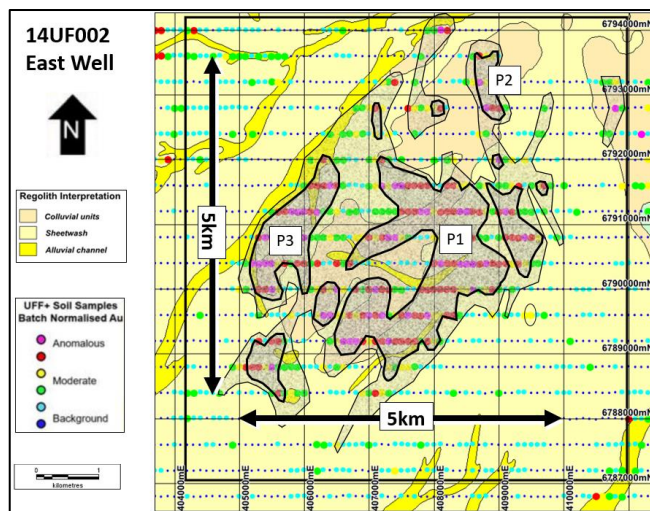 14UF002
East Well
N
Regolith Interpretation
Colluvial units
Sheetwash
Alluvial channel
UFF+ Soil Samples
Batch Normalised Au
Anomalous
Moderate
Background
0 1
kilometres
P2
P1
P3
5km
5km
6794000mN
6793000mN
6792000mN
6791000mN
6790000mN
6789000mN
6788000mN
6787000mN
404000mE
405000mE
406000mE
407000mE
408000mE
409000mE
410000mE